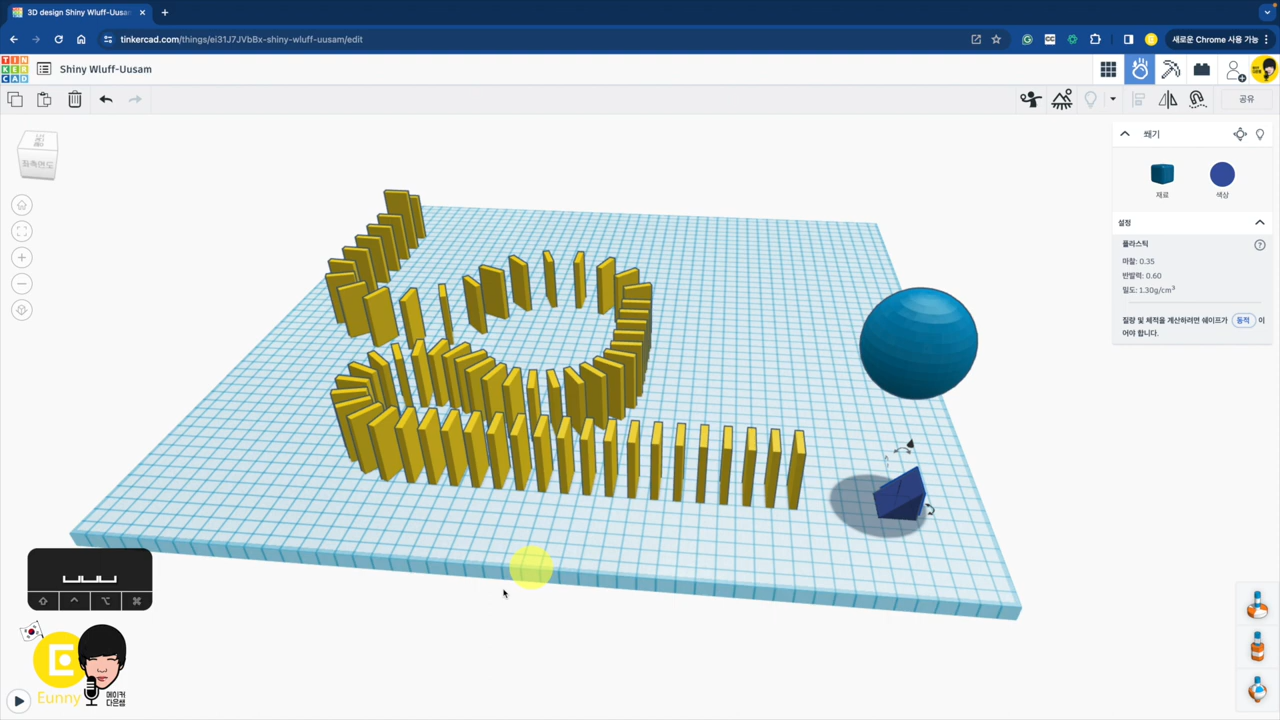 3D design Shiny Wluff-Uusam
tinkercad.com/things/ei31J7JVbBx-shiny-wluff-uusam/edit
새로운 Chrome 사용 가능
TIN
KER
CAD
Shiny Wluff-Uusam
공유
좌측면도
쐐기
재료
색상
설정
플라스틱
마찰: 0.35
반발력: 0.60
밀도: 1.30g/cm³
질량 및 체적을 계산하려면 쉐이프가 동적 이
어야 합니다.
Eunny
메이커
다은쌤